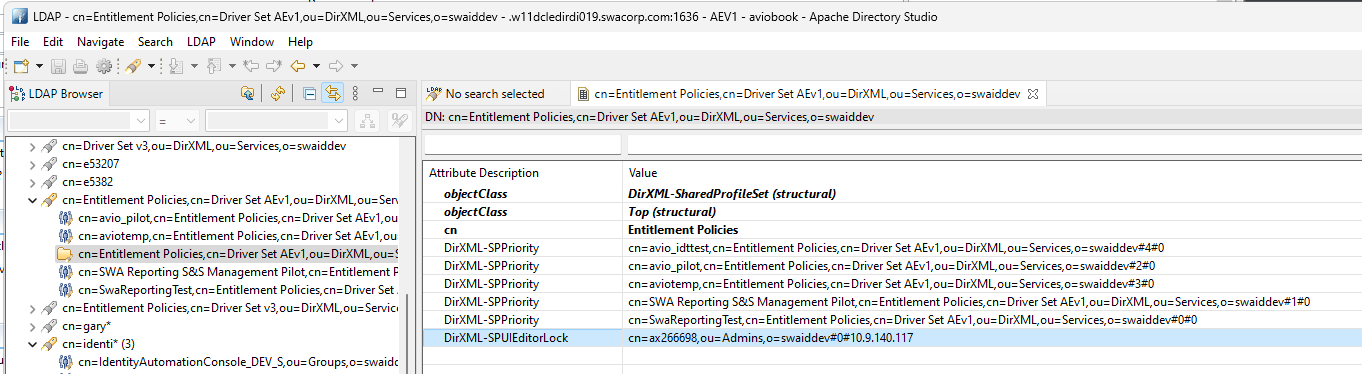 LDAP - cn=Entitlement Policies,cn=Driver Set AEv1,ou=DirXML,ou=Services,o=swaiddev - .w11dcledirdi019.swacorp.com:1636 - AEV1 - aviobook - Apache Directory Studio
File Edit Navigate Search LDAP Window Help
LDAP Browser
No search selected
cn=Entitlement Policies,cn=Driver Set AEv1,ou=DirXML,ou=Services,o=swaiddev
DN: cn=Entitlement Policies,cn=Driver Set AEv1,ou=DirXML,ou=Services,o=swaiddev
=
cn=Driver Set v3,ou=DirXML,ou=Services,o=swaiddev
cn=e53207
cn=e5382
cn=Entitlement Policies,cn=Driver Set AEv1,ou=DirXML,ou=Serv
cn=avio_pilot,cn=Entitlement Policies,cn=Driver Set AEv1,ou
cn=aviotemp,cn=Entitlement Policies,cn=Driver Set AEv1,ou
cn=Entitlement Policies,cn=Driver Set AEv1,ou=DirXML,ou=S
cn=SWA Reporting S&S Management Pilot,cn=Entitlement P
cn=SwaReportingTest,cn=Entitlement Policies,cn=Driver Set
cn=Entitlement Policies,cn=Driver Set v3,ou=DirXML,ou=Servic
cn=gary*
cn=identi* (3)
cn=IdentityAutomationConsole_DEV_S,ou=Groups,o=swaidd
Attribute Description Value
objectClass DirXML-SharedProfileSet (structural)
objectClass Top (structural)
cn Entitlement Policies
DirXML-SPPriority cn=avio_idttest,cn=Entitlement Policies,cn=Driver Set AEv1,ou=DirXML,ou=Services,o=swaiddev#4#0
DirXML-SPPriority cn=avio_pilot,cn=Entitlement Policies,cn=Driver Set AEv1,ou=DirXML,ou=Services,o=swaiddev#2#0
DirXML-SPPriority cn=aviotemp,cn=Entitlement Policies,cn=Driver Set AEv1,ou=DirXML,ou=Services,o=swaiddev#3#0
DirXML-SPPriority cn=SWA Reporting S&S Management Pilot,cn=Entitlement Policies,cn=Driver Set AEv1,ou=DirXML,ou=Services,o=swaiddev#1#0
DirXML-SPPriority cn=SwaReportingTest,cn=Entitlement Policies,cn=Driver Set AEv1,ou=DirXML,ou=Services,o=swaiddev#0#0
DirXML-SPUIEditorLock cn=ax266698,ou=Admins,o=swaiddev#0#10.9.140.117